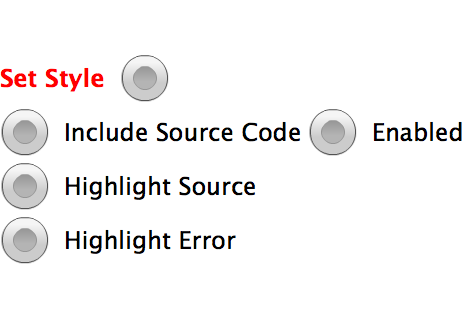 Set Style
Include Source Code Enabled
Highlight Source
Highlight Error